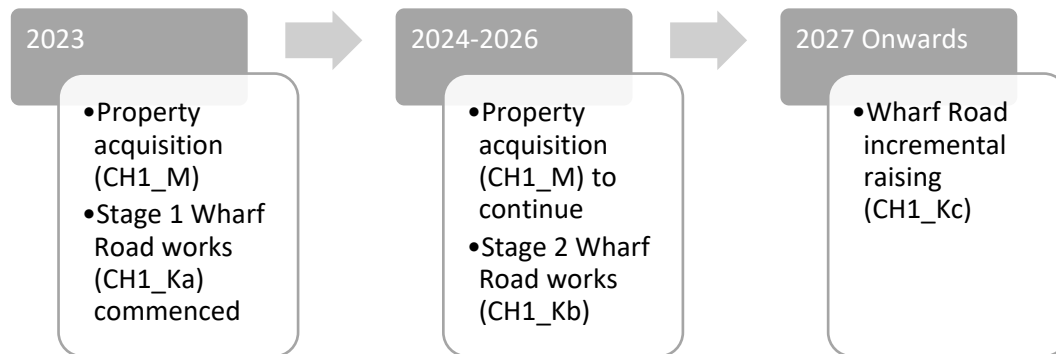 2023
•Property
acquisition
(CH1_M)
•Stage 1 Wharf
Road works
(CH1_Ka)
commenced
2024-2026
•Property
acquisition
(CH1_M) to
continue
•Stage 2 Wharf
Road works
(CH1_Kb)
2027 Onwards
•Wharf Road
incremental
raising
(CH1_Kc)